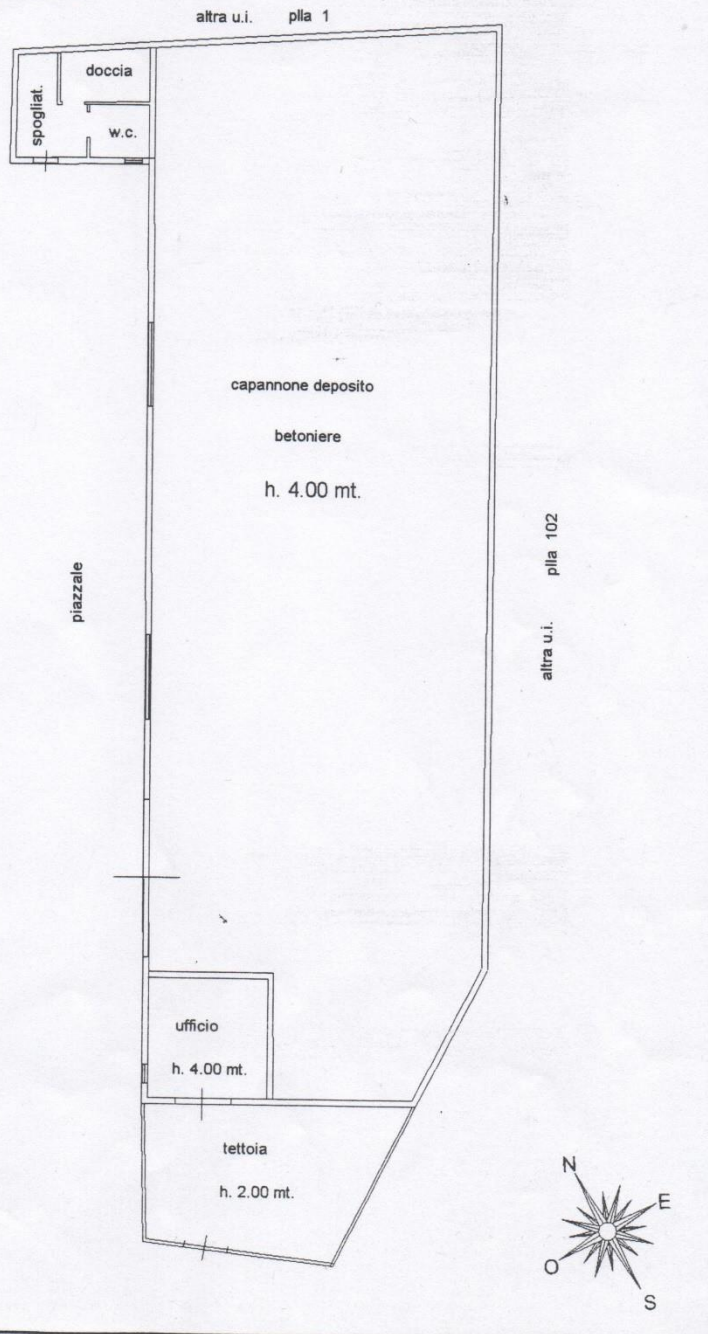 altra u.i. plla 1
doccia
spogliat.
w.c.
capannone deposito
betoniere
h. 4.00 mt.
piazzale
altra u.i. plla 102
ufficio
h. 4.00 mt.
tettoia
h. 2.00 mt.
N
E
O
S